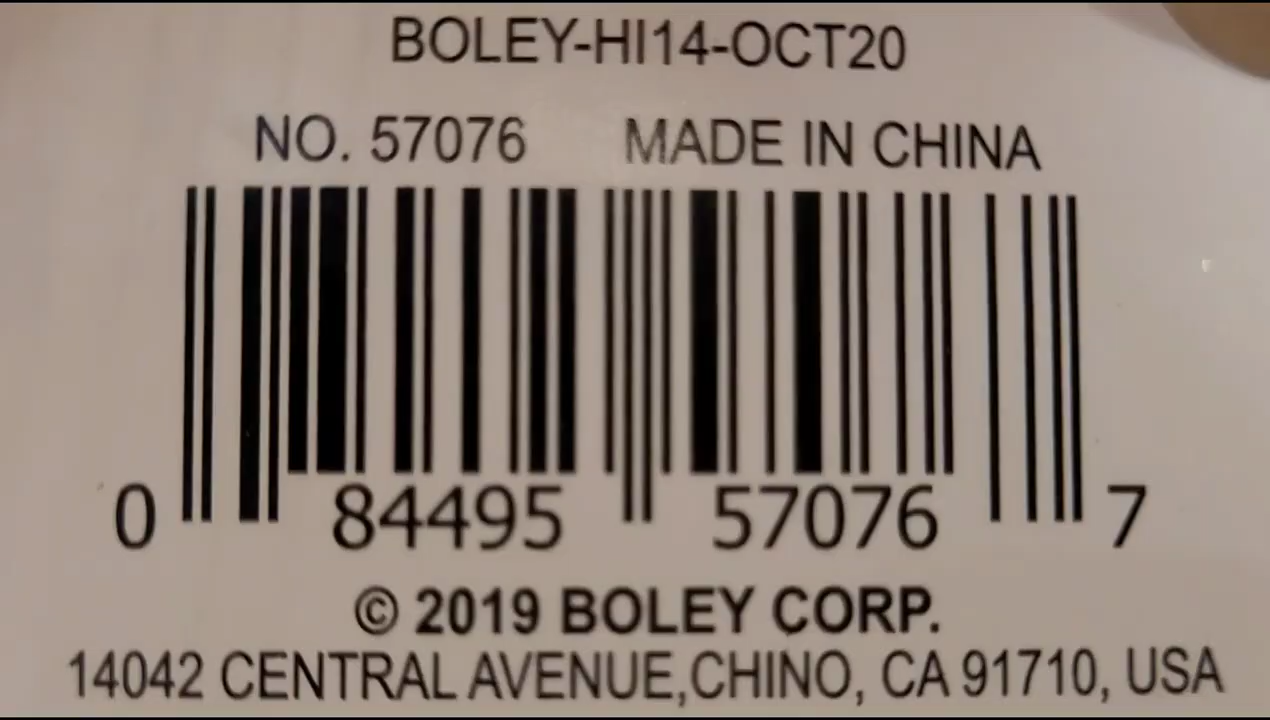 BOLEY-HI14-OCT20
NO. 57076 MADE IN CHINA
0 84495 57076 7
© 2019 BOLEY CORP.
14042 CENTRAL AVENUE,CHINO, CA 91710, USA